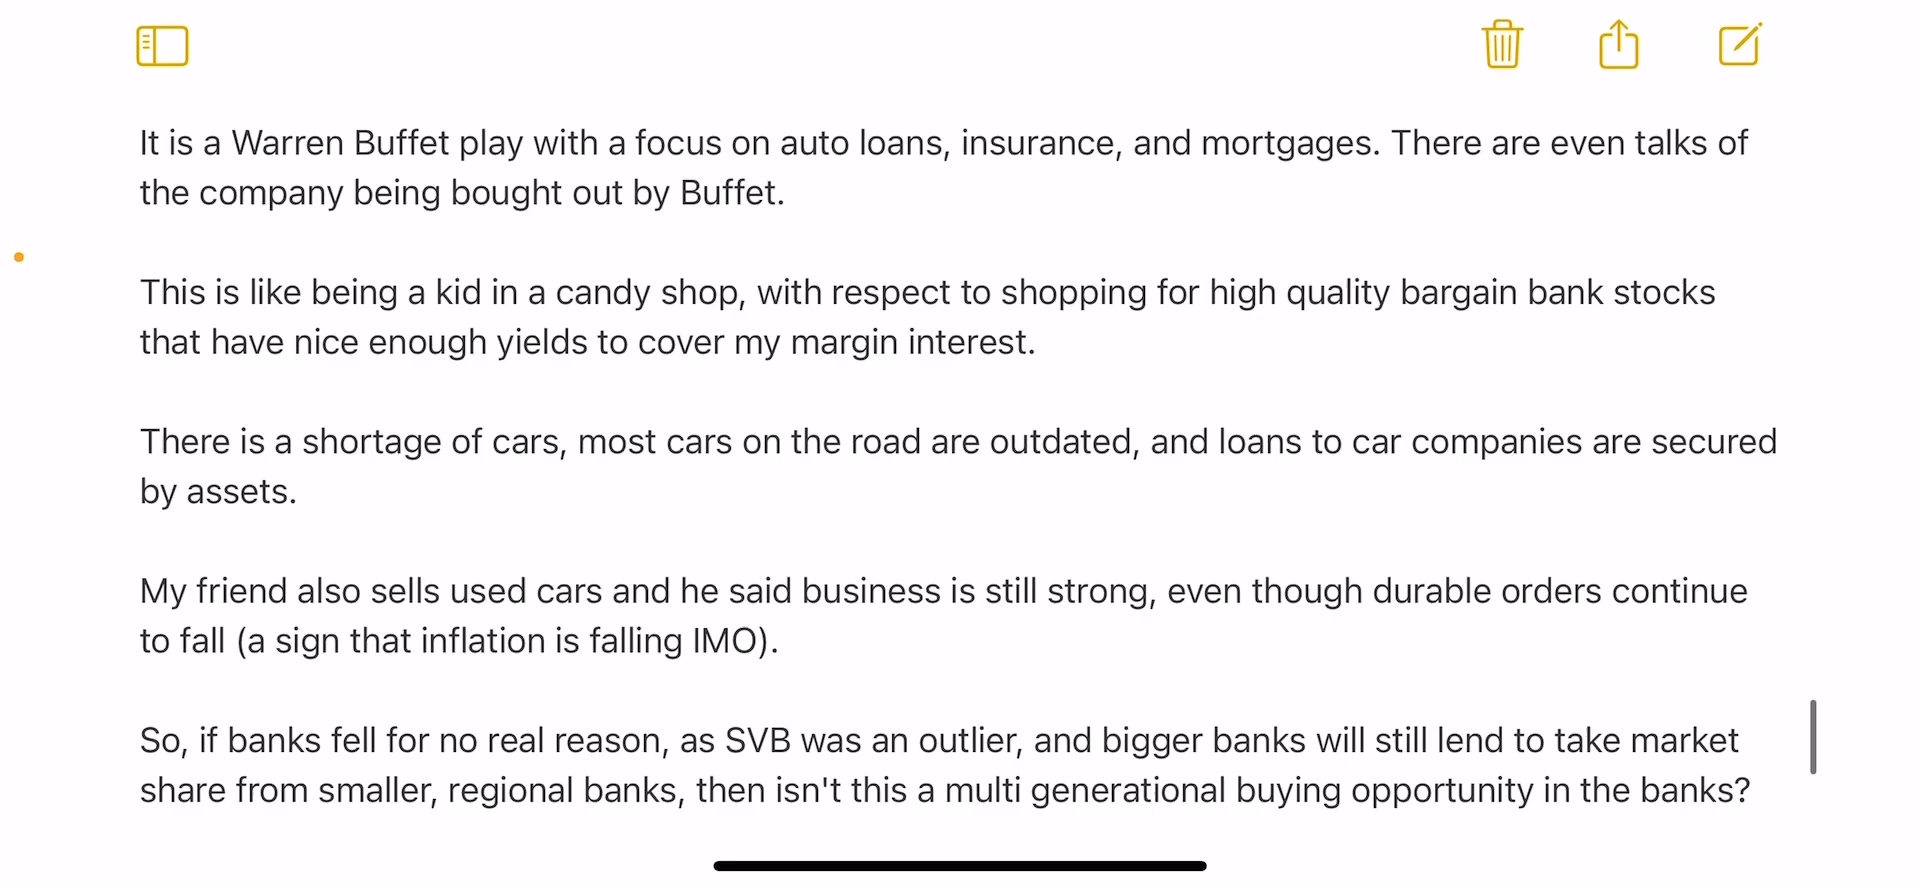 It is a Warren Buffet play with a focus on auto loans, insurance, and mortgages. There are even talks of
the company being bought out by Buffet.
This is like being a kid in a candy shop, with respect to shopping for high quality bargain bank stocks
that have nice enough yields to cover my margin interest.
There is a shortage of cars, most cars on the road are outdated, and loans to car companies are secured
by assets.
My friend also sells used cars and he said business is still strong, even though durable orders continue
to fall (a sign that inflation is falling IMO).
So, if banks fell for no real reason, as SVB was an outlier, and bigger banks will still lend to take market
share from smaller, regional banks, then isn't this a multi generational buying opportunity in the banks?